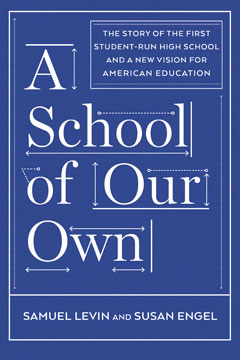 THE STORY OF THE FIRST
STUDENT-RUN HIGH SCHOOL
AND A NEW VISION FOR
AMERICAN EDUCATION
A
School
of Our
Own
SAMUEL LEVIN AND SUSAN ENGEL